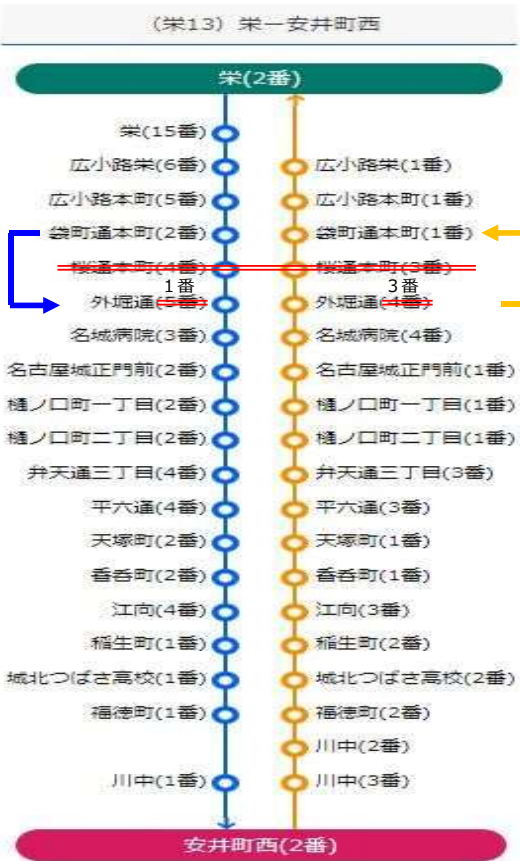 (栄13) 栄ー安井町西
栄(2番)
栄(15番)
広小路栄(6番) 広小路栄(1番)
広小路本町(5番) 広小路本町(1番)
袋町通本町(2番) 袋町通本町(1番)
桜通本町(4番) 桜通本町(3番)
1番 3番
外堀通(5番) 外堀通(4番)
名城病院(3番) 名城病院(4番)
名古屋城正門前(2番) 名古屋城正門前(1番)
樋ノ口町一丁目(2番) 樋ノ口町一丁目(1番)
樋ノ口町二丁目(2番) 樋ノ口町二丁目(1番)
弁天通三丁目(4番) 弁天通三丁目(3番)
平六通(4番) 平六通(3番)
天塚町(2番) 天塚町(1番)
香呑町(2番) 香呑町(1番)
江向(4番) 江向(3番)
稲生町(1番) 稲生町(2番)
城北つばさ高校(1番) 城北つばさ高校(2番)
福徳町(1番) 福徳町(2番)
川中(2番)
川中(1番) 川中(3番)
安井町西(2番)